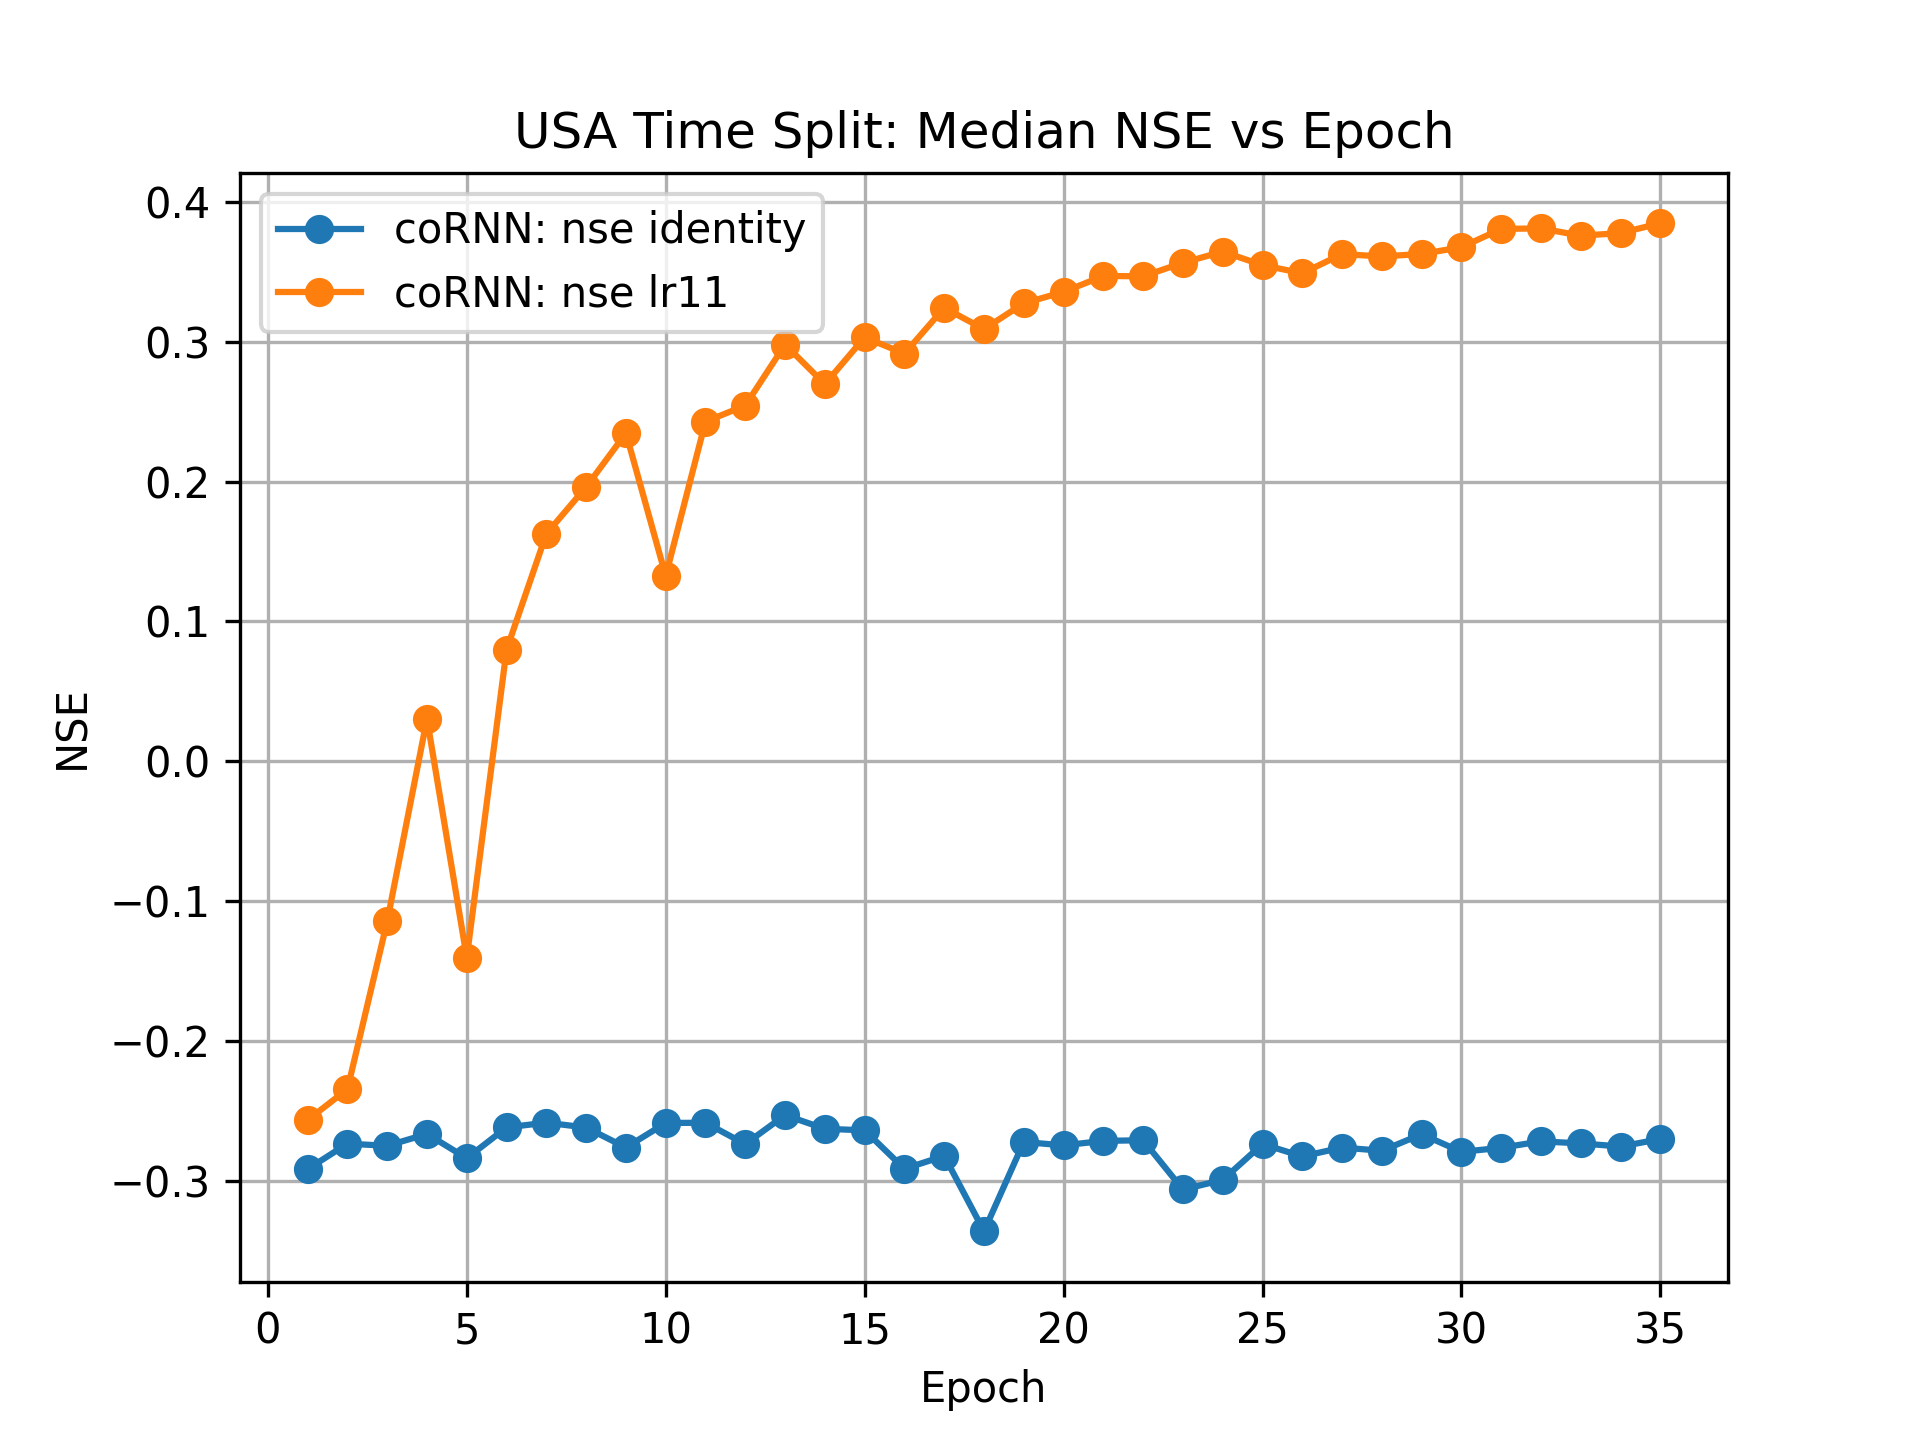 USA Time Split: Median NSE vs Epoch
coRNN: nse identity
coRNN: nse lr11
0.4
0.3
0.2
0.1
0.0
−0.1
−0.2
−0.3
NSE
0 5 10 15 20 25 30 35
Epoch